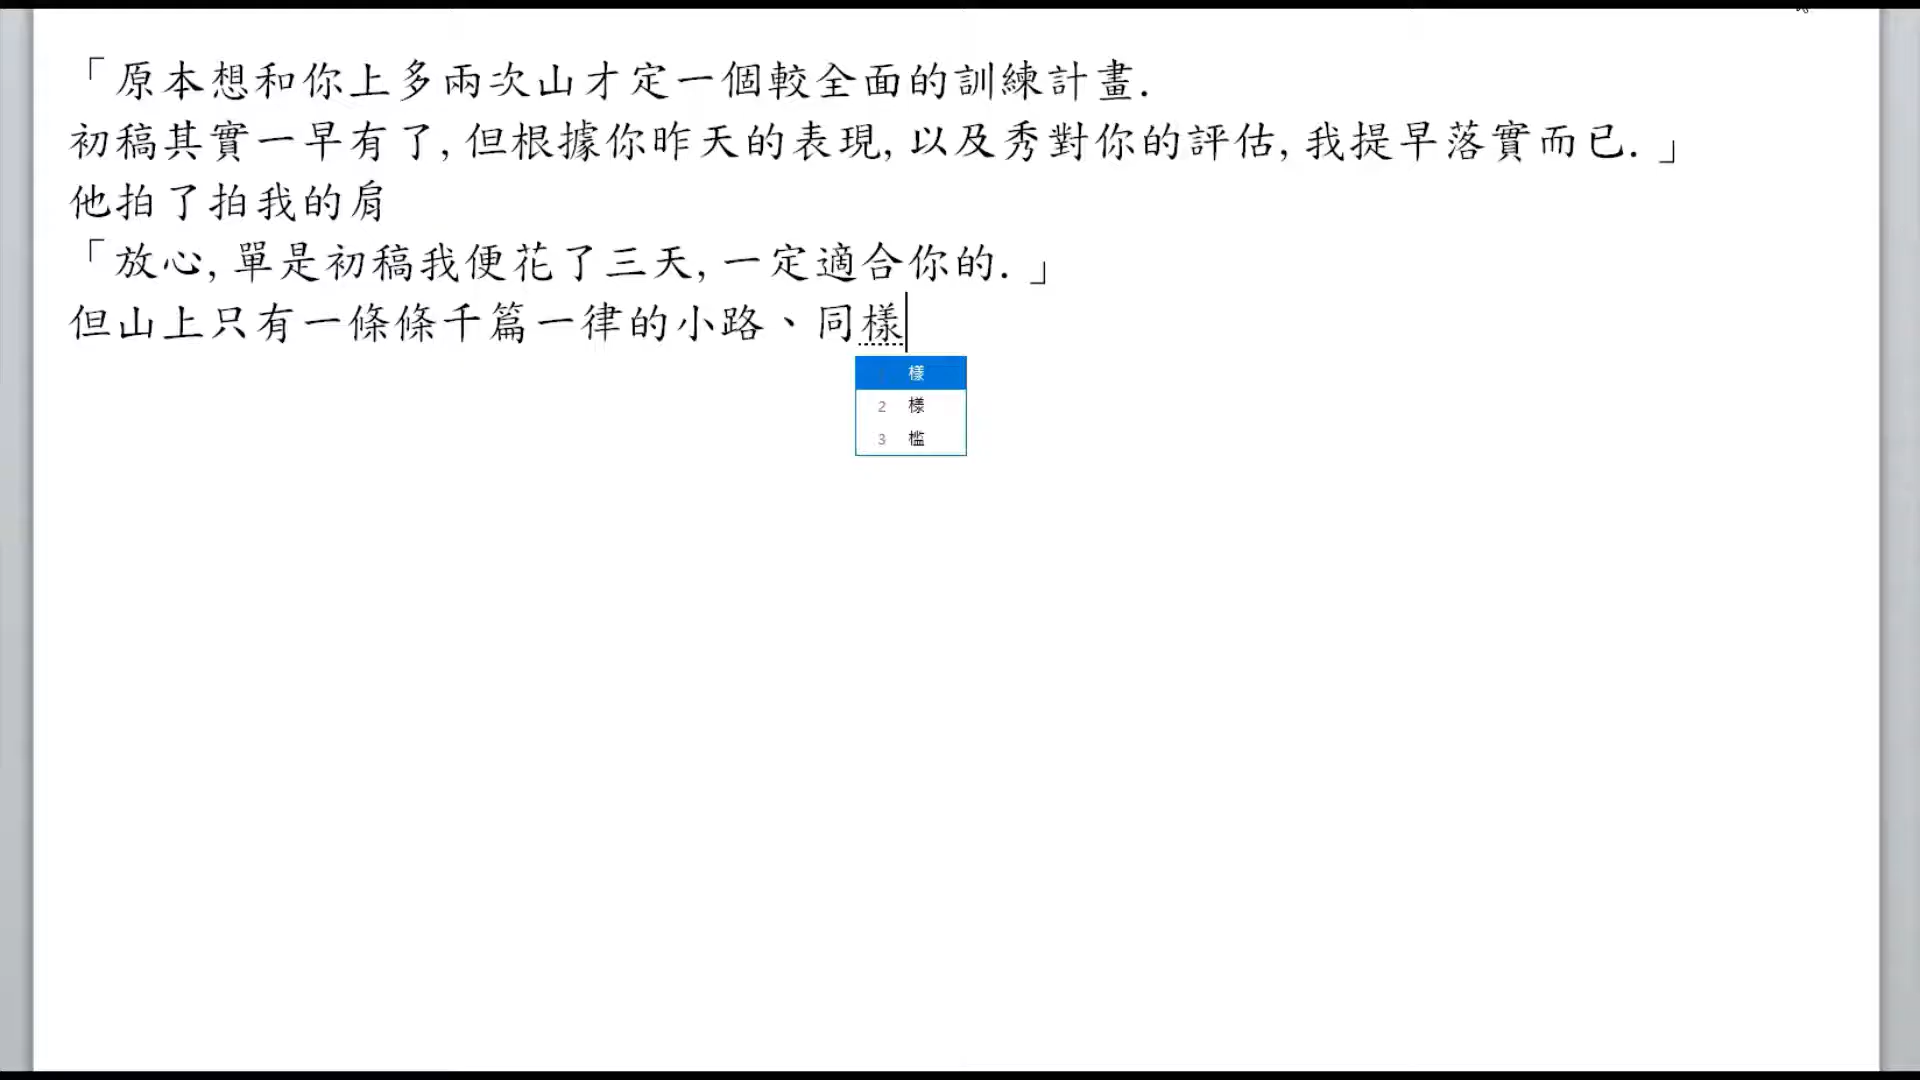 「原本想和你上多兩次山才定一個較全面的訓練計畫.
初稿其實一早有了,但根據你昨天的表現,以及秀對你的評估,我提早落實而已.」
他拍了拍我的肩
「放心,單是初稿我便花了三天,一定適合你的.」
但山上只有一條條千篇一律的小路、同樣
樣
2 様
3 槛